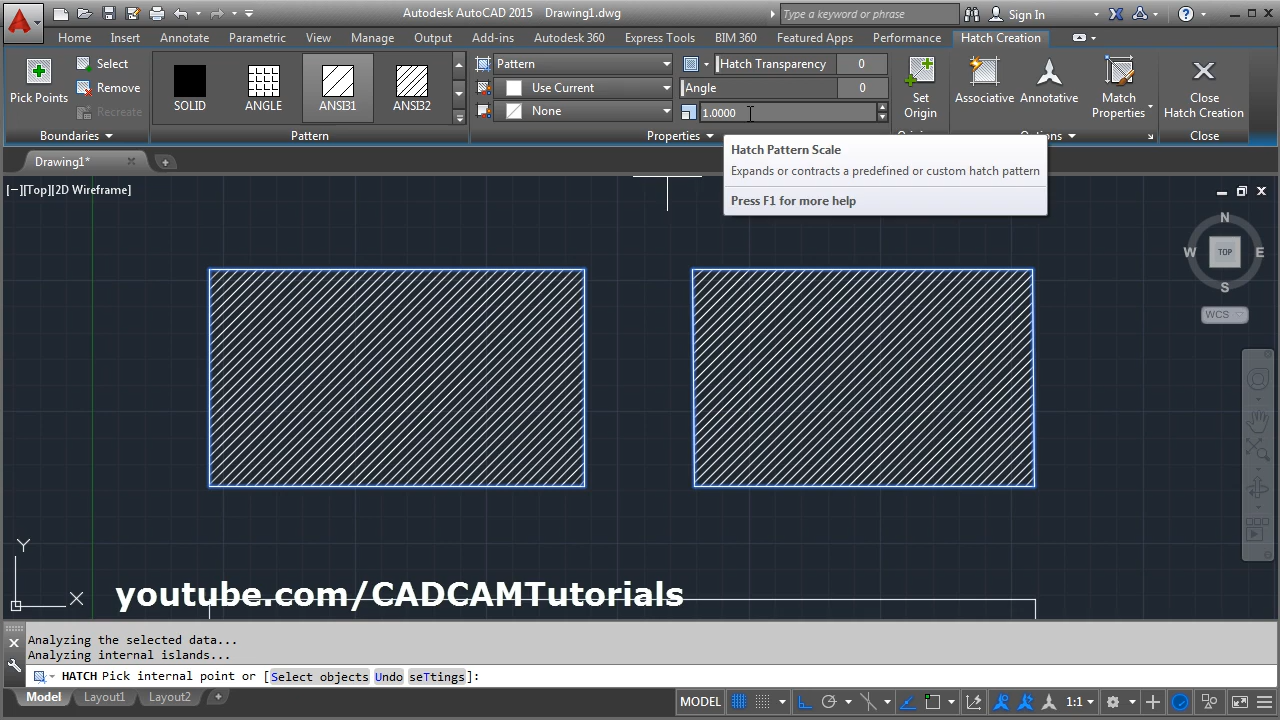 Autodesk AutoCAD 2015 Drawing1.dwg
Type a keyword or phrase
Sign In
Home Insert Annotate Parametric View Manage Output Add-ins Autodesk 360 Express Tools BIM 360 Featured Apps Performance Hatch Creation
Pick Points
Select
Remove
Boundaries
SOLID ANGLE ANSI31 ANSI32
Pattern
Pattern
Use Current
None
Hatch Transparency 0
Angle 0
1.0000
Properties
Set
Origin
Associative Annotative
Match
Properties
Options
Close
Hatch Creation
Close
Hatch Pattern Scale
Expands or contracts a predefined or custom hatch pattern
Press F1 for more help
Drawing1*
[−][Top][2D Wireframe]
N
W TOP E
S
WCS
Y
X
youtube.com/CADCAMTutorials
Analyzing the selected data...
Analyzing internal islands...
HATCH Pick internal point or [Select objects Undo seTtings]:
Model Layout1 Layout2 +
MODEL 1:1